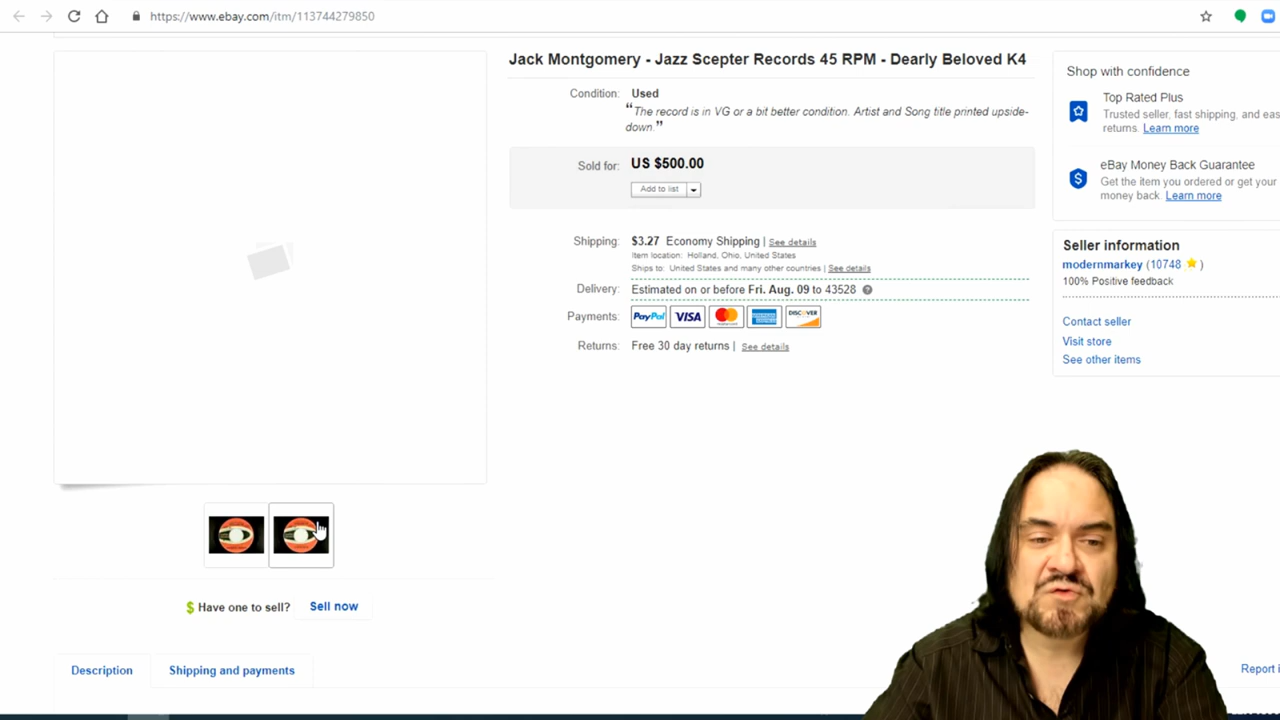 https://www.ebay.com/itm/113744279850
Jack Montgomery - Jazz Scepter Records 45 RPM - Dearly Beloved K4
Condition: Used
“The record is in VG or a bit better condition. Artist and Song title printed upside-
down.”
Sold for: US $500.00
Add to list
Shipping: $3.27 Economy Shipping | See details
Item location: Holland, Ohio, United States
Ships to: United States and many other countries | See details
Delivery: Estimated on or before Fri. Aug. 09 to 43528
Payments: PayPal VISA MasterCard AMERICAN EXPRESS DISCOVER
Returns: Free 30 day returns | See details
Shop with confidence
Top Rated Plus
Trusted seller, fast shipping, and eas
returns. Learn more
eBay Money Back Guarantee
Get the item you ordered or get your
money back. Learn more
Seller information
modernmarkey (10748 )
100% Positive feedback
Contact seller
Visit store
See other items
$ Have one to sell? Sell now
Description
Shipping and payments
Report i